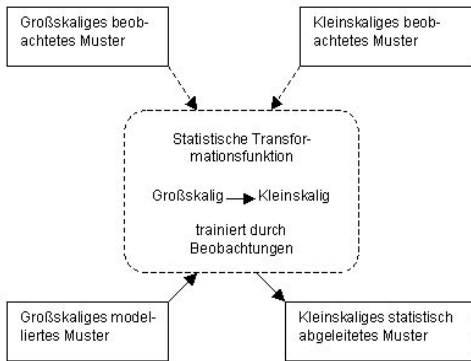 Großskaliges beob-
achtetes Muster
Kleinskaliges beob-
achtetes Muster
Statistische Transfor-
mationsfunktion
Großskalig Kleinskalig
trainiert durch
Beobachtungen
Großskaliges model-
liertes Muster
Kleinskaliges statistisch
abgeleitetes Muster